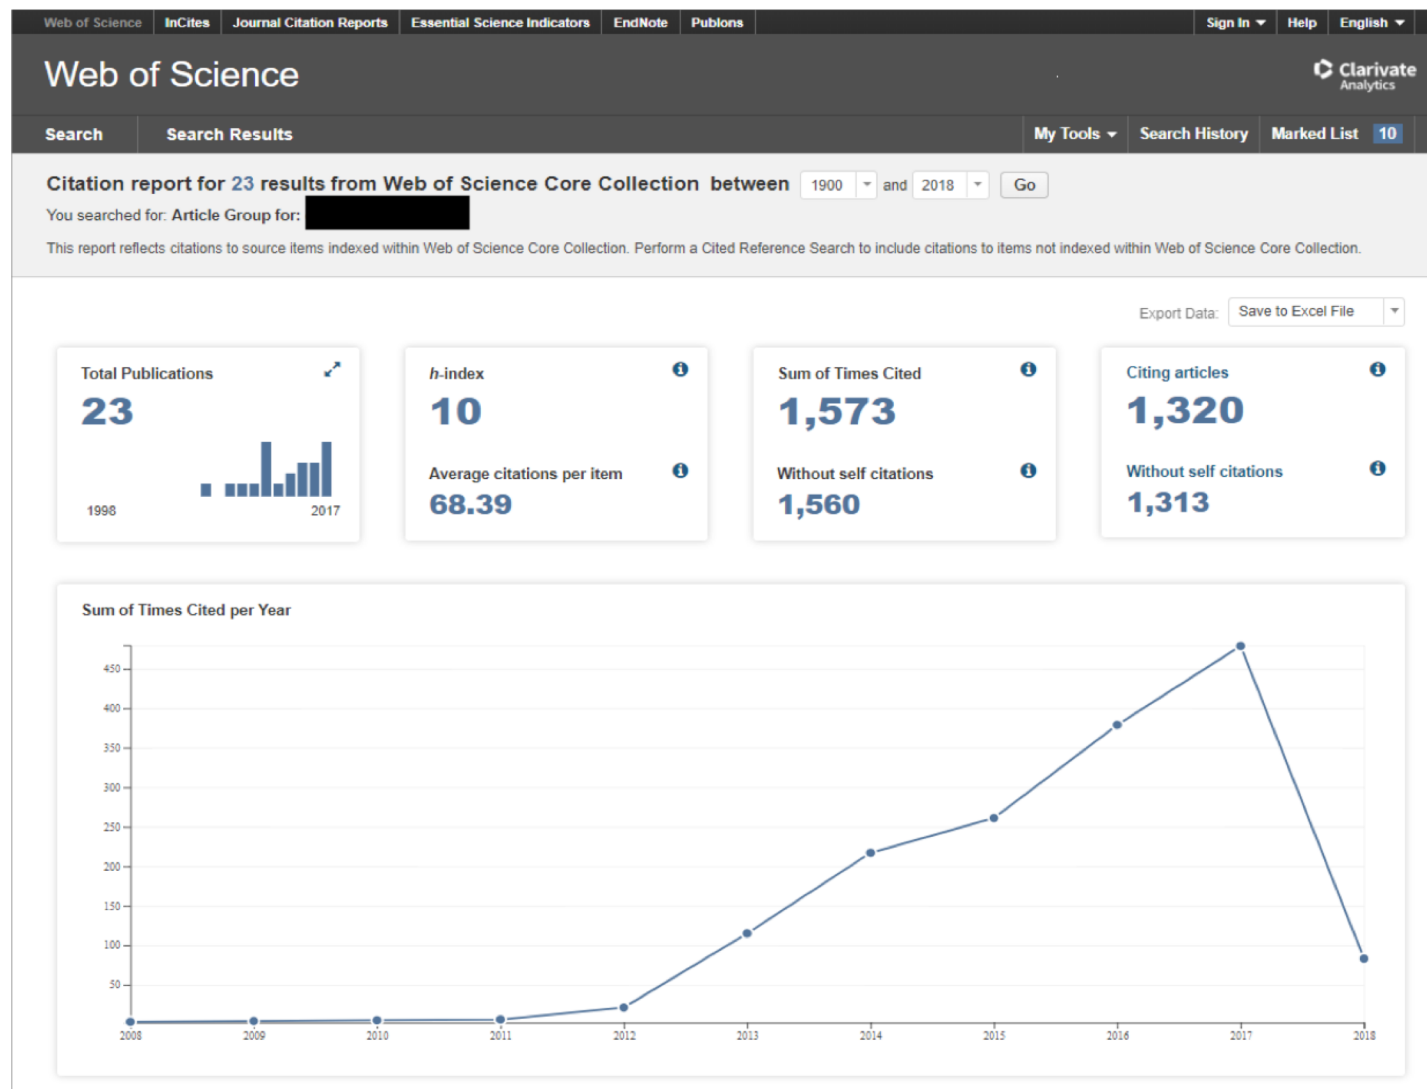 Web of Science InCites Journal Citation Reports Essential Science Indicators EndNote Publons Sign In Help English
Web of Science
Clarivate
Analytics
Search Search Results My Tools Search History Marked List 10
Citation report for 23 results from Web of Science Core Collection between 1900 and 2018 Go
You searched for: Article Group for:
This report reflects citations to source items indexed within Web of Science Core Collection. Perform a Cited Reference Search to include citations to items not indexed within Web of Science Core Collection.
Export Data: Save to Excel File
Total Publications
23
1998 2017
h-index
10
Average citations per item
68.39
Sum of Times Cited
1,573
Without self citations
1,560
Citing articles
1,320
Without self citations
1,313
Sum of Times Cited per Year
450
400
350
300
250
200
150
100
50
2008 2009 2010 2011 2012 2013 2014 2015 2016 2017 2018